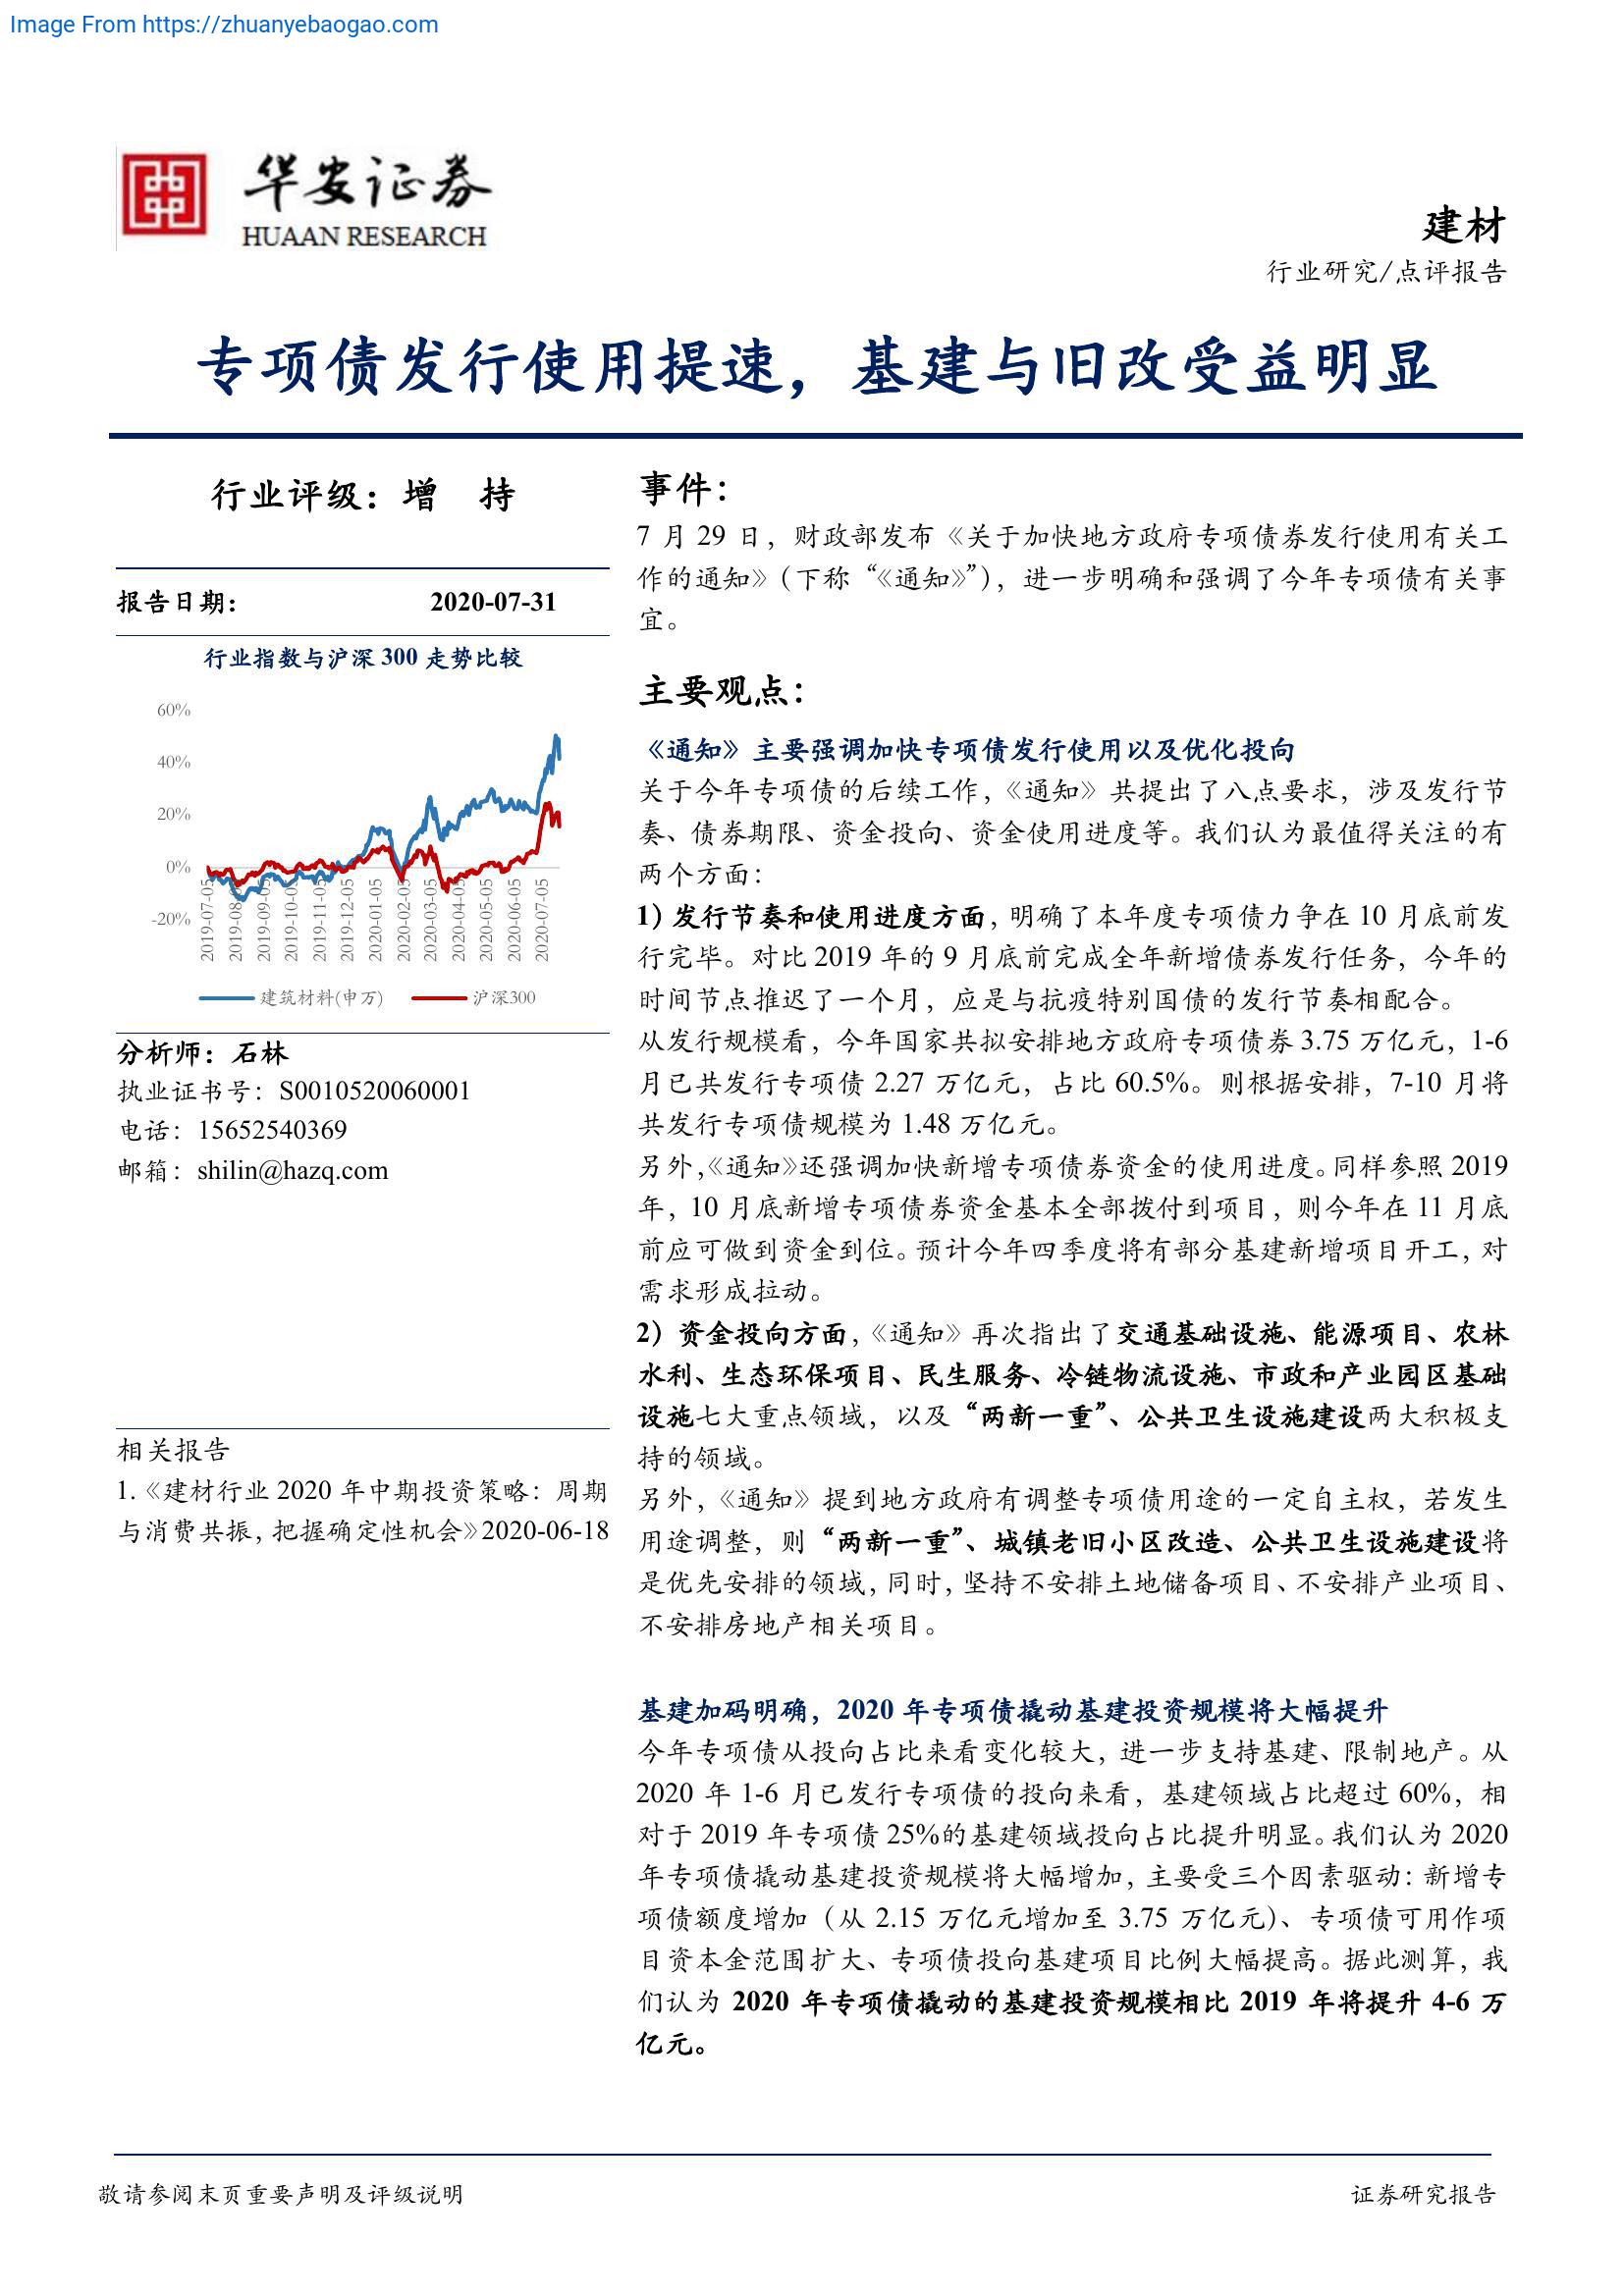 Image From https://zhuanyebaogao.com
华安证券
HUAAN RESEARCH
建材
行业研究/点评报告
专项债发行使用提速，基建与旧改受益明显
行业评级：增 持
报告日期： 2020-07-31
行业指数与沪深 300 走势比较
60%
40%
20%
0%
-20%
2019-07-05
2019-08-05
2019-09-05
2019-10-05
2019-11-05
2019-12-05
2020-01-05
2020-02-05
2020-03-05
2020-04-05
2020-05-05
2020-06-05
2020-07-05
建筑材料(申万) 沪深300
分析师：石林
执业证书号：S0010520060001
电话：15652540369
邮箱：shilin@hazq.com
相关报告
1.《建材行业 2020 年中期投资策略：周期
与消费共振，把握确定性机会》2020-06-18
事件：
7 月 29 日，财政部发布《关于加快地方政府专项债券发行使用有关工
作的通知》（下称“《通知》”），进一步明确和强调了今年专项债有关事
宜。
主要观点：
《通知》主要强调加快专项债发行使用以及优化投向
关于今年专项债的后续工作，《通知》共提出了八点要求，涉及发行节
奏、债券期限、资金投向、资金使用进度等。我们认为最值得关注的有
两个方面：
1）发行节奏和使用进度方面，明确了本年度专项债力争在 10 月底前发
行完毕。对比 2019 年的 9 月底前完成全年新增债券发行任务，今年的
时间节点推迟了一个月，应是与抗疫特别国债的发行节奏相配合。
从发行规模看，今年国家共拟安排地方政府专项债券 3.75 万亿元，1-6
月已共发行专项债 2.27 万亿元，占比 60.5%。则根据安排，7-10 月将
共发行专项债规模为 1.48 万亿元。
另外，《通知》还强调加快新增专项债券资金的使用进度。同样参照 2019
年，10 月底新增专项债券资金基本全部拨付到项目，则今年在 11 月底
前应可做到资金到位。预计今年四季度将有部分基建新增项目开工，对
需求形成拉动。
2）资金投向方面，《通知》再次指出了交通基础设施、能源项目、农林
水利、生态环保项目、民生服务、冷链物流设施、市政和产业园区基础
设施七大重点领域，以及“两新一重”、公共卫生设施建设两大积极支
持的领域。
另外，《通知》提到地方政府有调整专项债用途的一定自主权，若发生
用途调整，则“两新一重”、城镇老旧小区改造、公共卫生设施建设将
是优先安排的领域，同时，坚持不安排土地储备项目、不安排产业项目、
不安排房地产相关项目。
基建加码明确，2020 年专项债撬动基建投资规模将大幅提升
今年专项债从投向占比来看变化较大，进一步支持基建、限制地产。从
2020 年 1-6 月已发行专项债的投向来看，基建领域占比超过 60%，相
对于 2019 年专项债 25%的基建领域投向占比提升明显。我们认为 2020
年专项债撬动基建投资规模将大幅增加，主要受三个因素驱动：新增专
项债额度增加（从 2.15 万亿元增加至 3.75 万亿元）、专项债可用作项
目资本金范围扩大、专项债投向基建项目比例大幅提高。据此测算，我
们认为 2020 年专项债撬动的基建投资规模相比 2019 年将提升 4-6 万
亿元。
敬请参阅末页重要声明及评级说明 证券研究报告